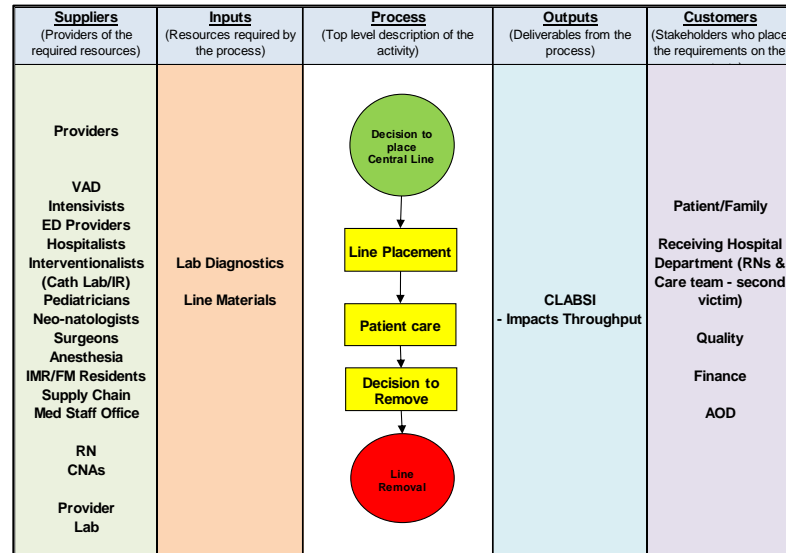 Suppliers
(Providers of the
required resources)
Inputs
(Resources required by
the process)
Process
(Top level description of the
activity)
Outputs
(Deliverables from the
process)
Customers
(Stakeholders who place
the requirements on the
Providers
VAD
Intensivists
ED Providers
Hospitalists
Interventionalists
(Cath Lab/IR)
Pediatricians
Neo-natologists
Surgeons
Anesthesia
IMR/FM Residents
Supply Chain
Med Staff Office
RN
CNAs
Provider
Lab
Lab Diagnostics
Line Materials
Decision to
place
Central Line
Line Placement
Patient care
Decision to
Remove
Line
Removal
CLABSI
- Impacts Throughput
Patient/Family
Receiving Hospital
Department (RNs &
Care team - second
victim)
Quality
Finance
AOD